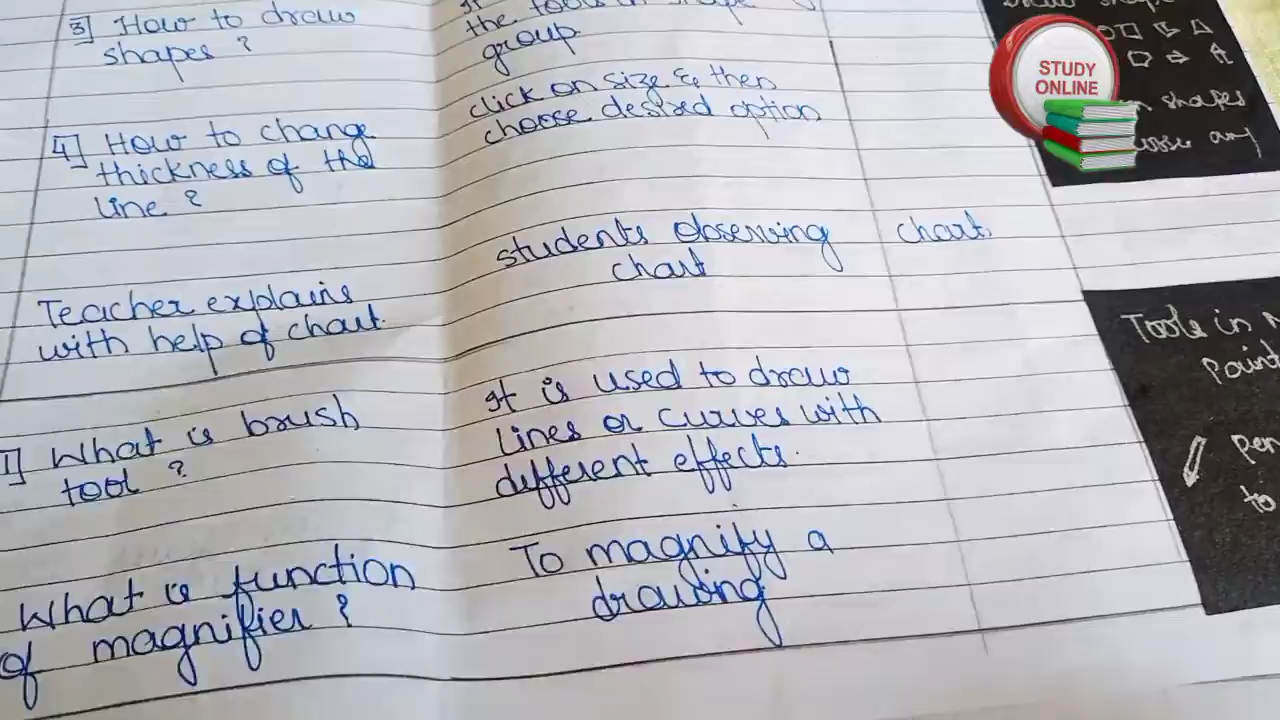 3] How to draw
shapes ?
the tools in shape
group.
click on size & then
choose desired option
4] How to change
thickness of the
line ?
students observing
chart
chart.
Teacher explains
with help of chart.
1] What is brush
tool ?
It is used to draw
lines or curves with
different effects.
What is function
of magnifier ?
To magnify a
drawing
STUDY
ONLINE
shapes
any
Tools in
Paint
to